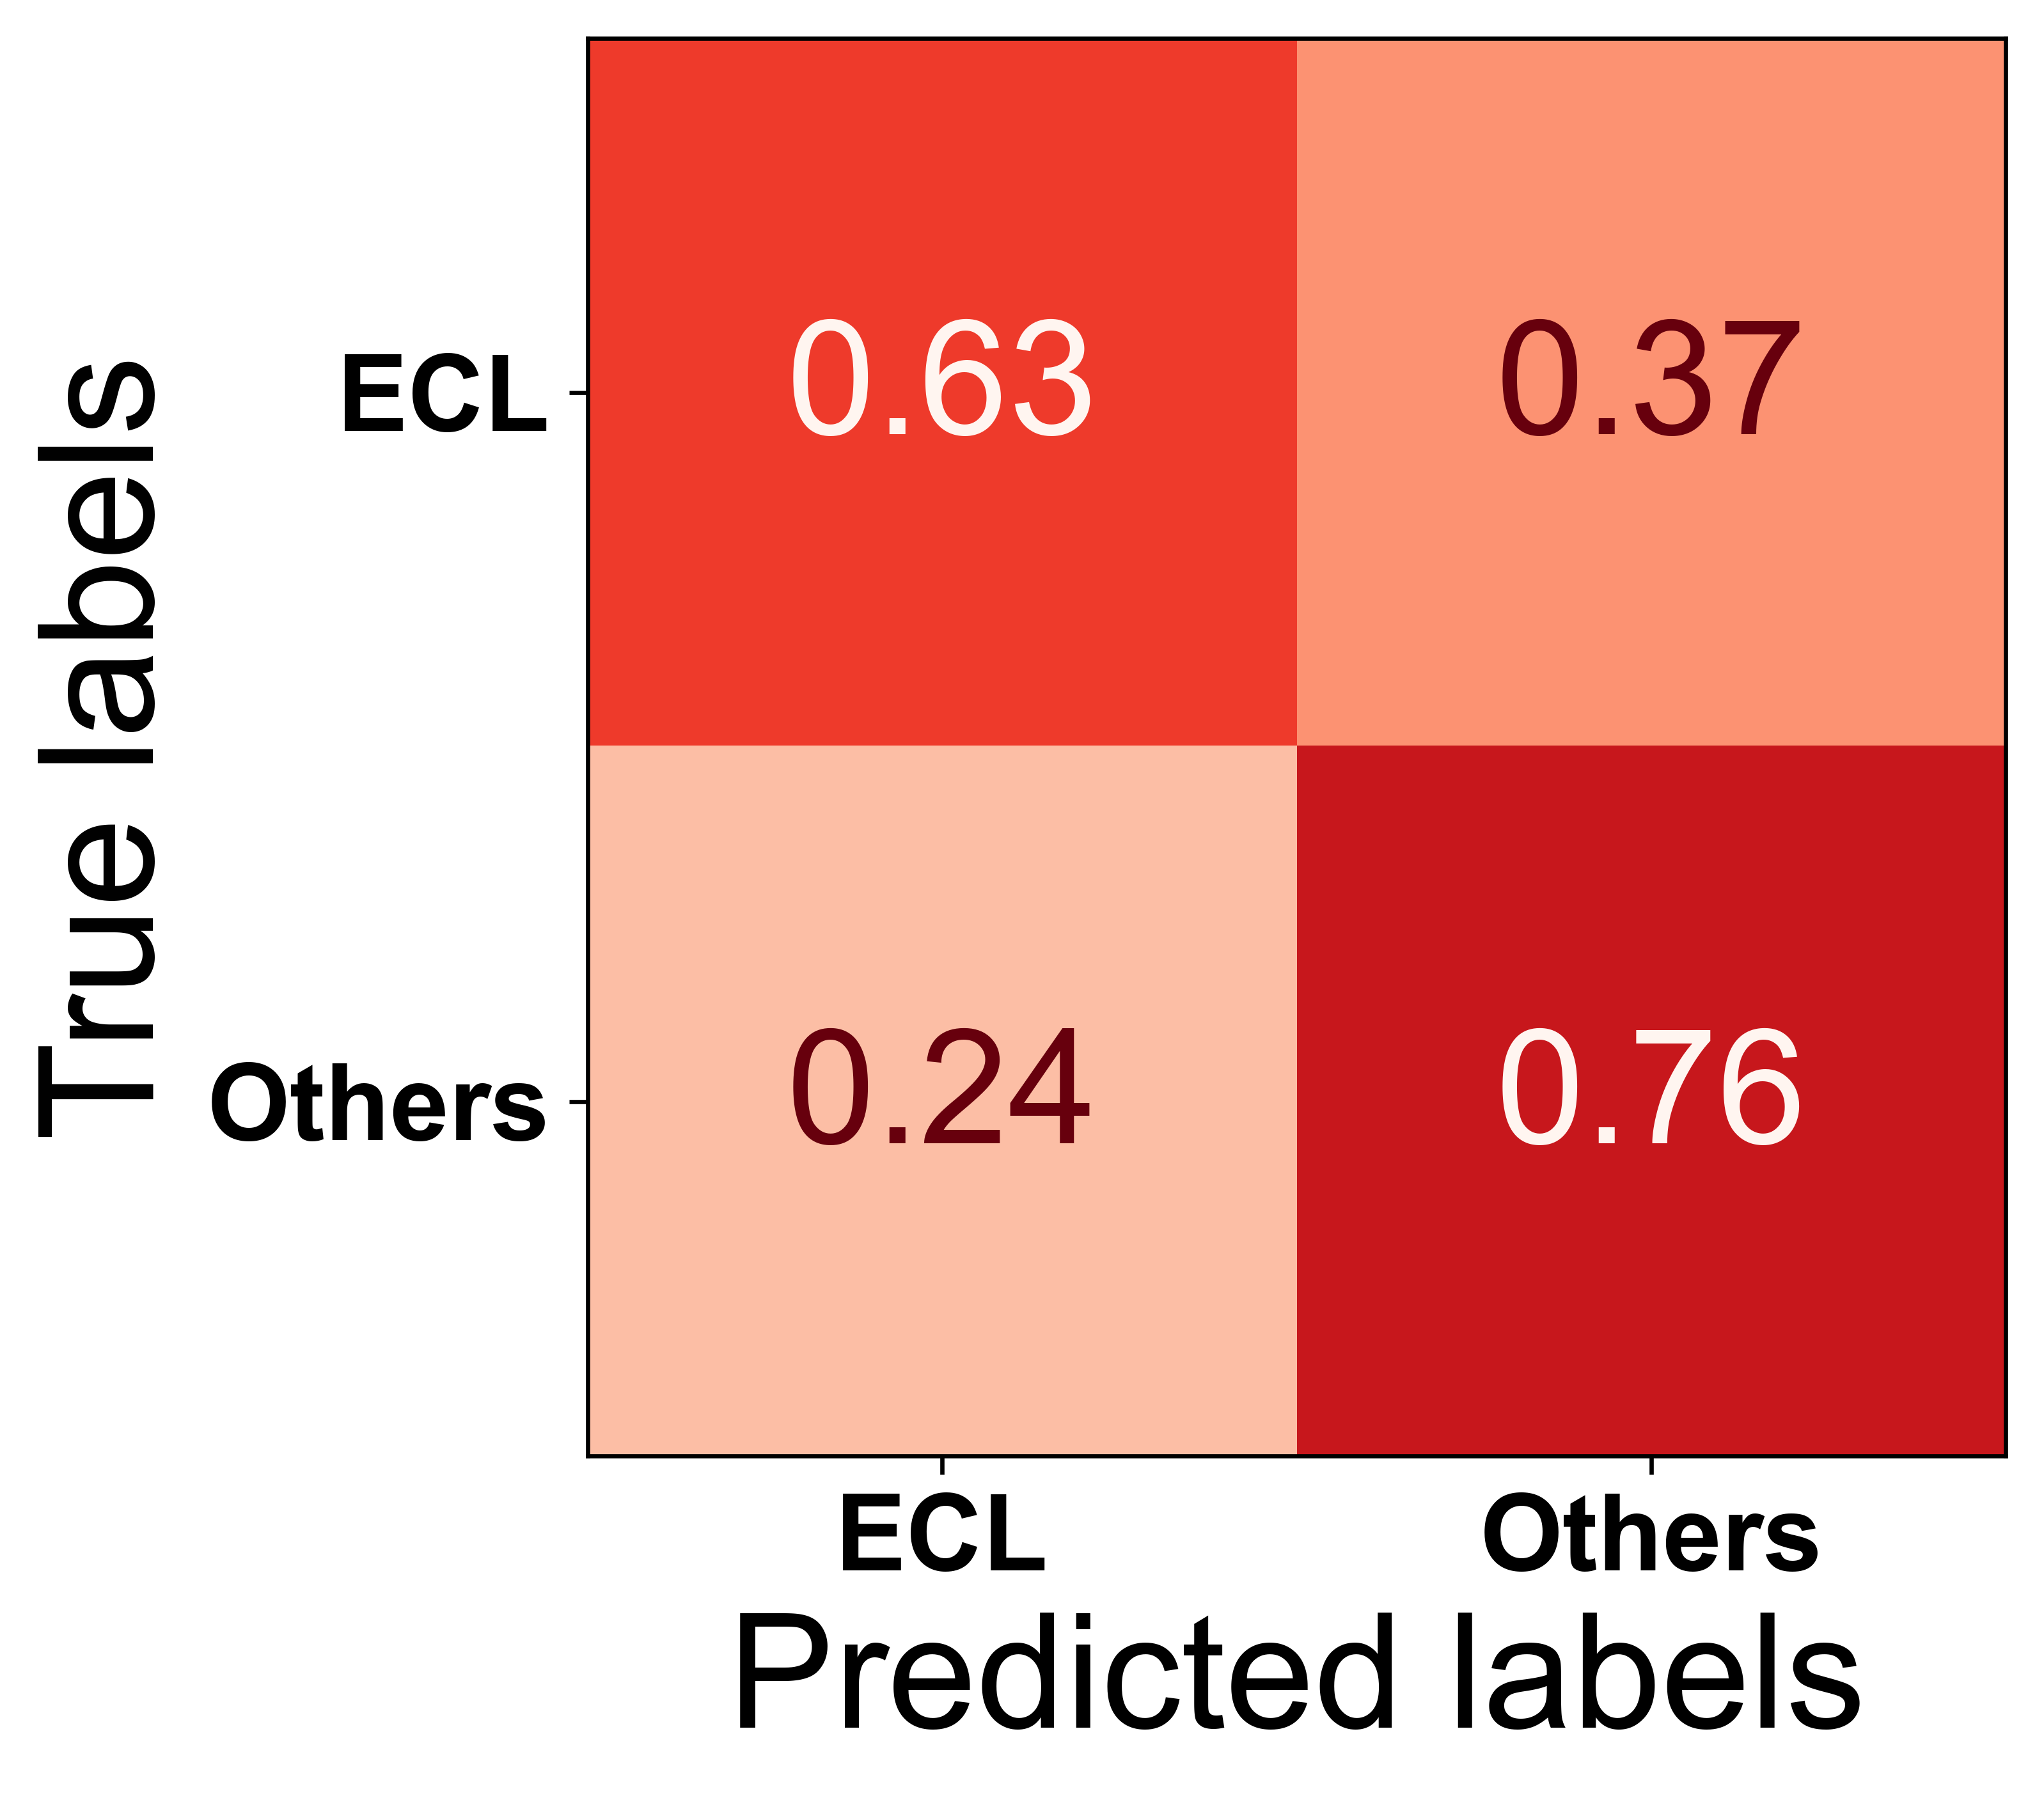 True labels
ECL
0.63 0.37
Others
0.24 0.76
ECL Others
Predicted labels